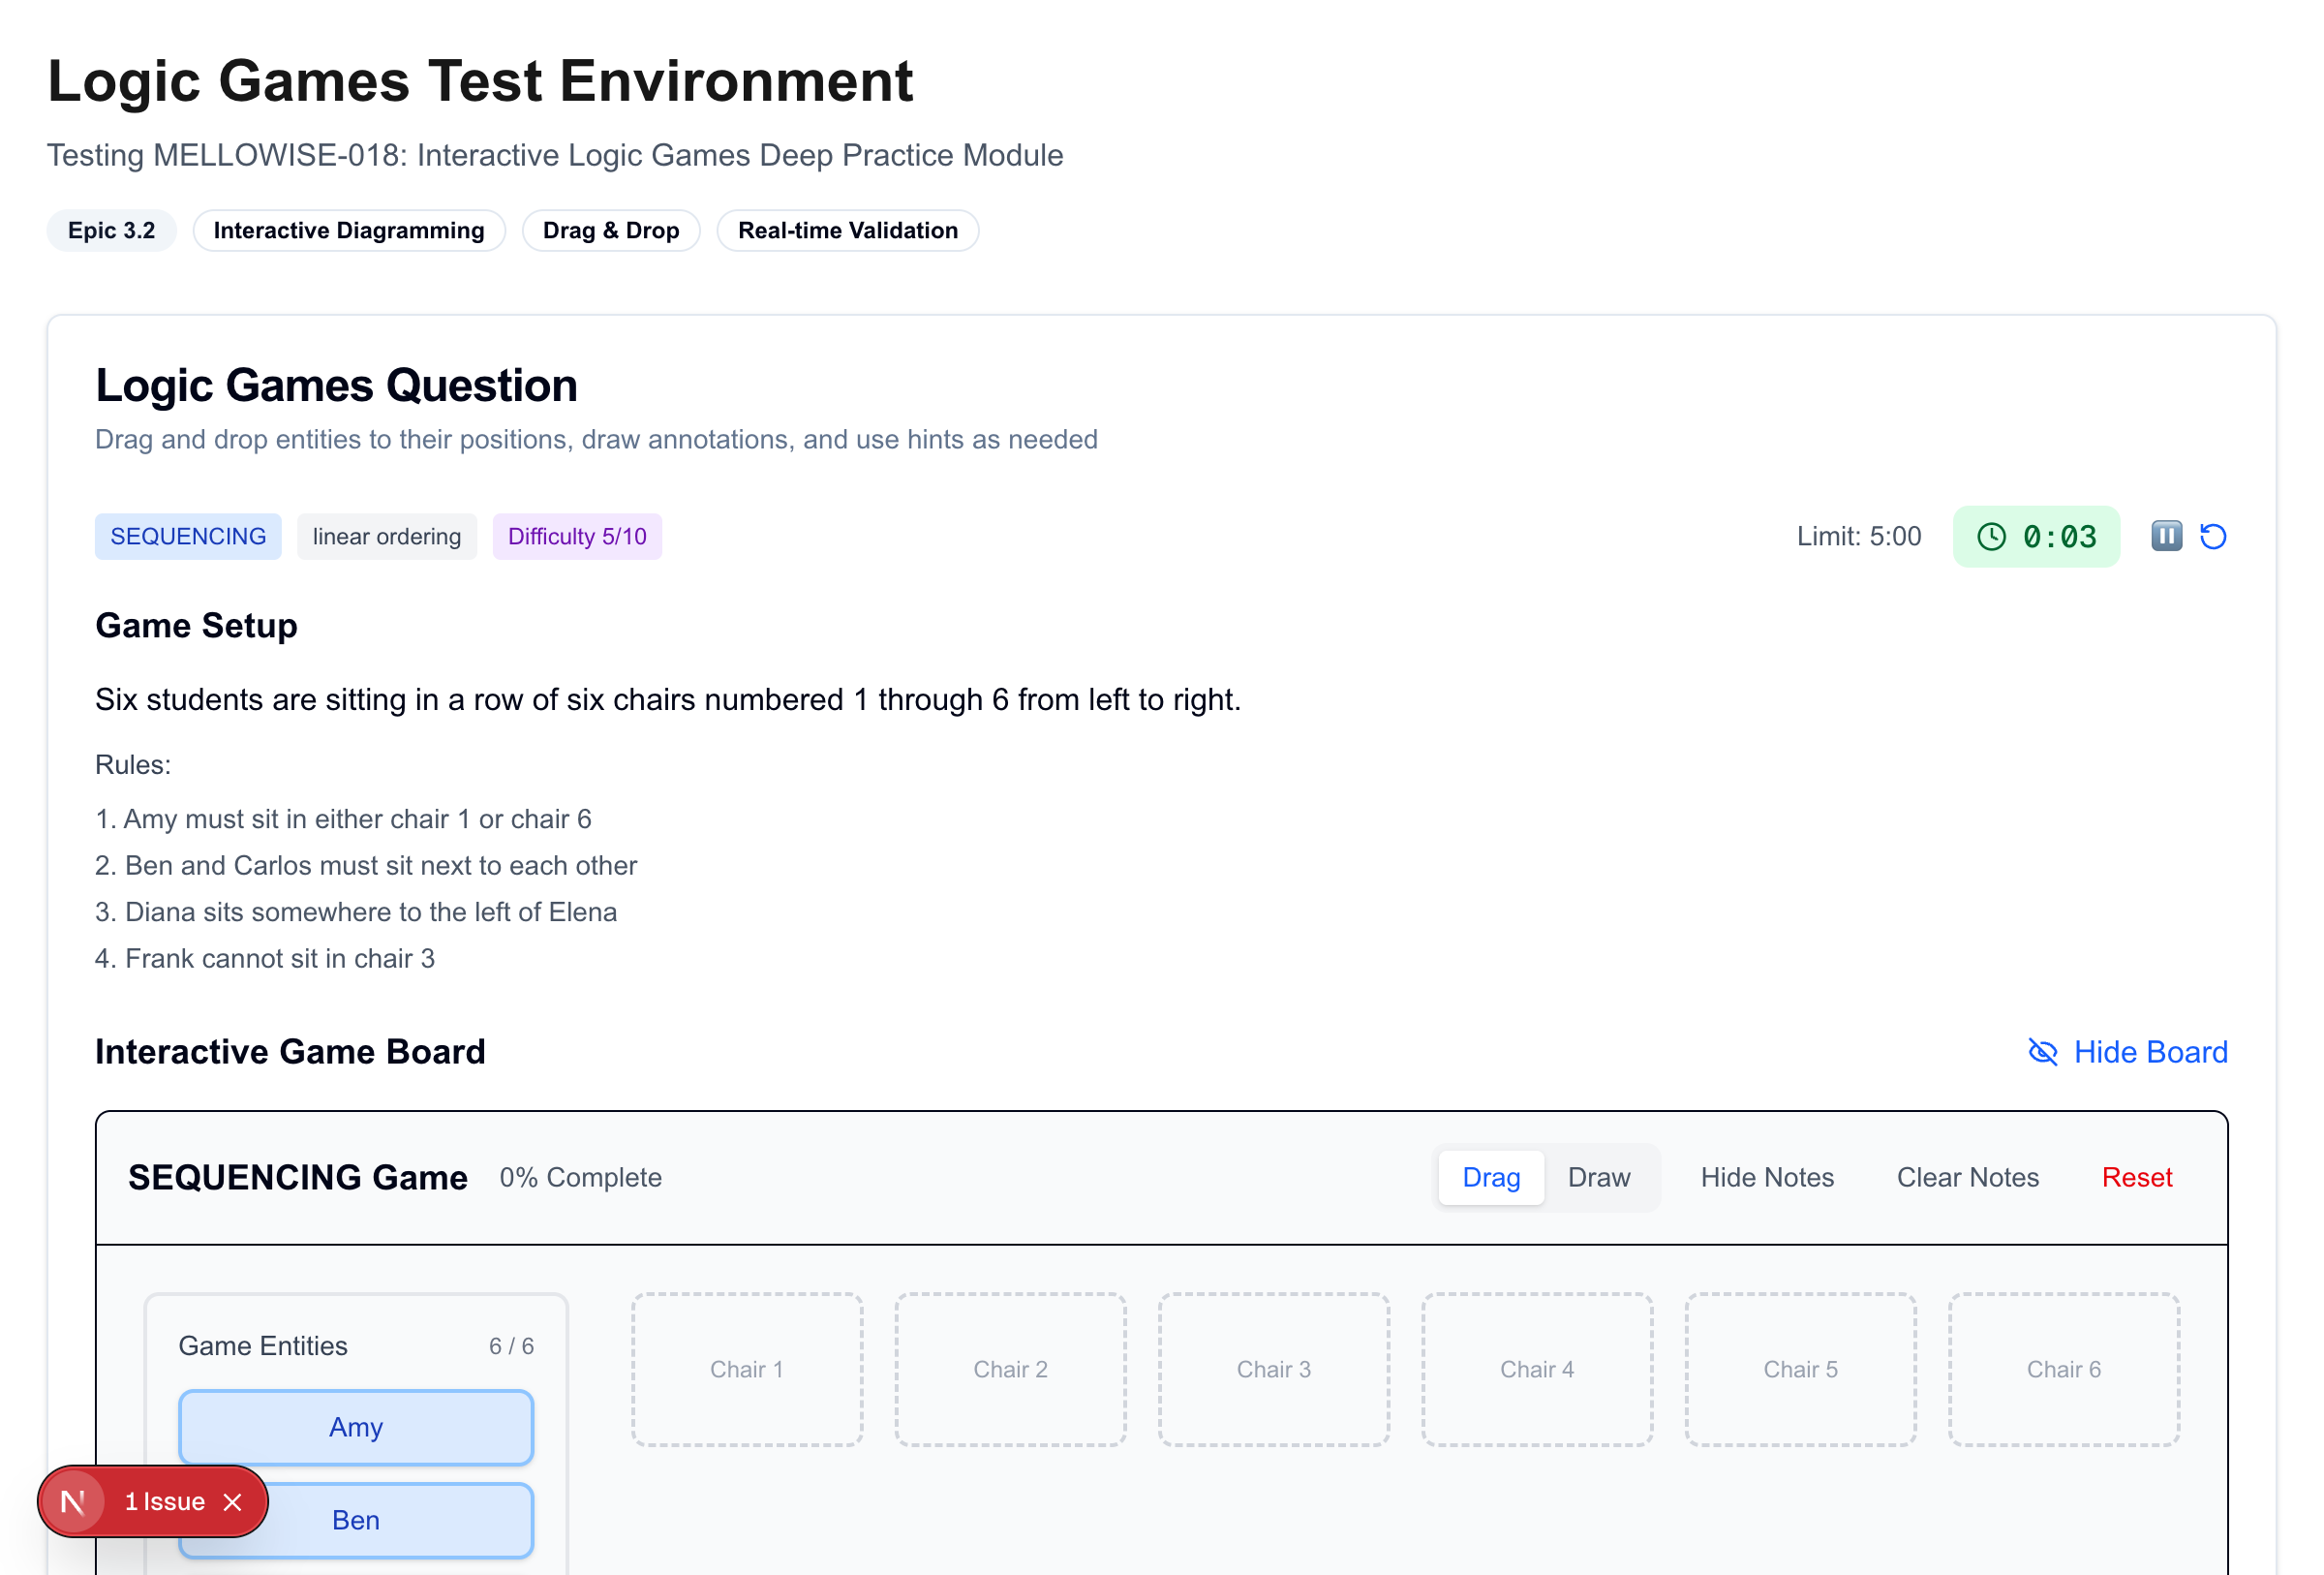 Logic Games Test Environment
Testing MELLOWISE-018: Interactive Logic Games Deep Practice Module
Epic 3.2
Interactive Diagramming
Drag & Drop
Real-time Validation
Logic Games Question
Drag and drop entities to their positions, draw annotations, and use hints as needed
SEQUENCING
linear ordering
Difficulty 5/10
Limit: 5:00
0:03
Game Setup
Six students are sitting in a row of six chairs numbered 1 through 6 from left to right.
Rules:
1. Amy must sit in either chair 1 or chair 6
2. Ben and Carlos must sit next to each other
3. Diana sits somewhere to the left of Elena
4. Frank cannot sit in chair 3
Interactive Game Board
Hide Board
SEQUENCING Game
0% Complete
Drag
Draw
Hide Notes
Clear Notes
Reset
Game Entities
6 / 6
Chair 1
Chair 2
Chair 3
Chair 4
Chair 5
Chair 6
Amy
N
1 Issue
Ben